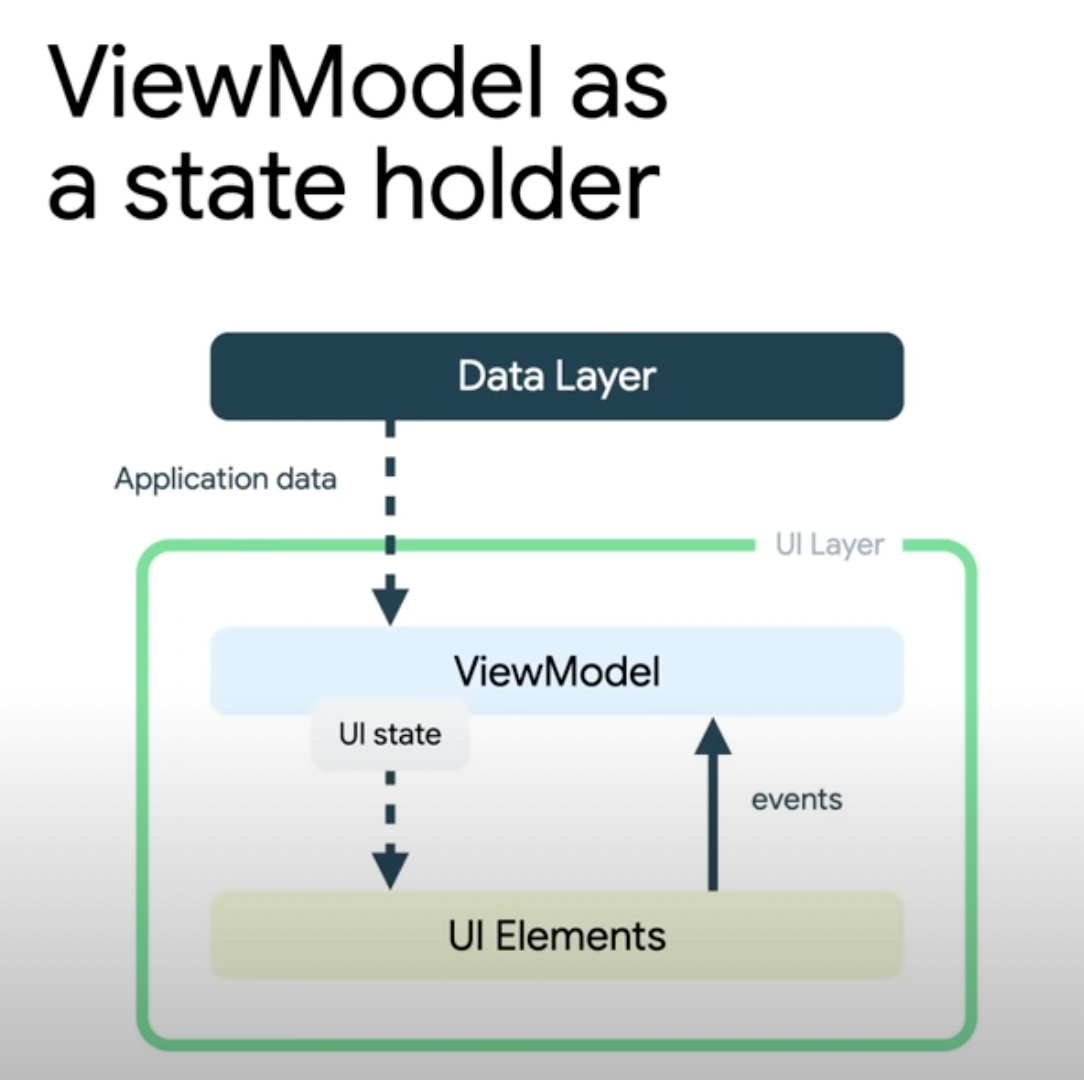 ViewModel as
a state holder
Data Layer
Application data
UI Layer
ViewModel
UI state
events
UI Elements